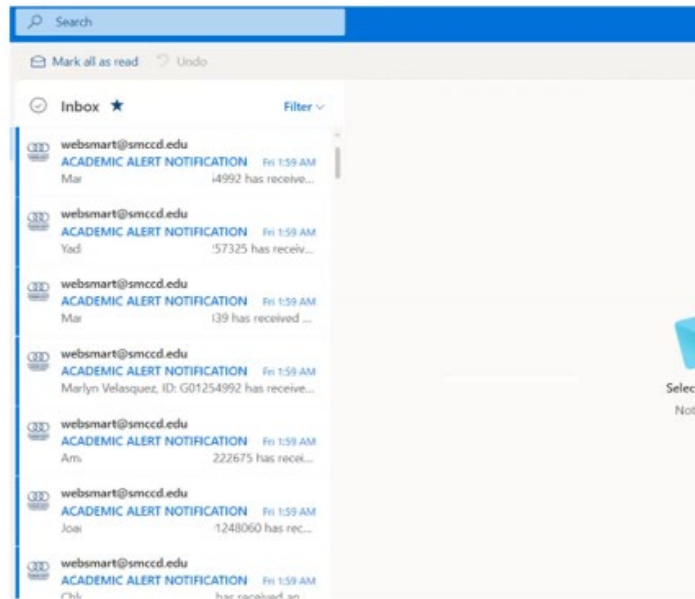 Search
Mark all as read Undo
Inbox Filter
websmart@smccd.edu
ACADEMIC ALERT NOTIFICATION Fri 1:59 AM
Mar 4992 has receive...
websmart@smccd.edu
ACADEMIC ALERT NOTIFICATION Fri 1:59 AM
Yad 57325 has receiv...
websmart@smccd.edu
ACADEMIC ALERT NOTIFICATION Fri 1:59 AM
Mar 39 has received ...
websmart@smccd.edu
ACADEMIC ALERT NOTIFICATION Fri 1:59 AM
Marlyn Velasquez, ID: G01254992 has receive...
websmart@smccd.edu
ACADEMIC ALERT NOTIFICATION Fri 1:59 AM
Am 222675 has recei...
websmart@smccd.edu
ACADEMIC ALERT NOTIFICATION Fri 1:59 AM
Joa 1248060 has rec...
websmart@smccd.edu
ACADEMIC ALERT NOTIFICATION Fri 1:59 AM
has received an
Selec
Not